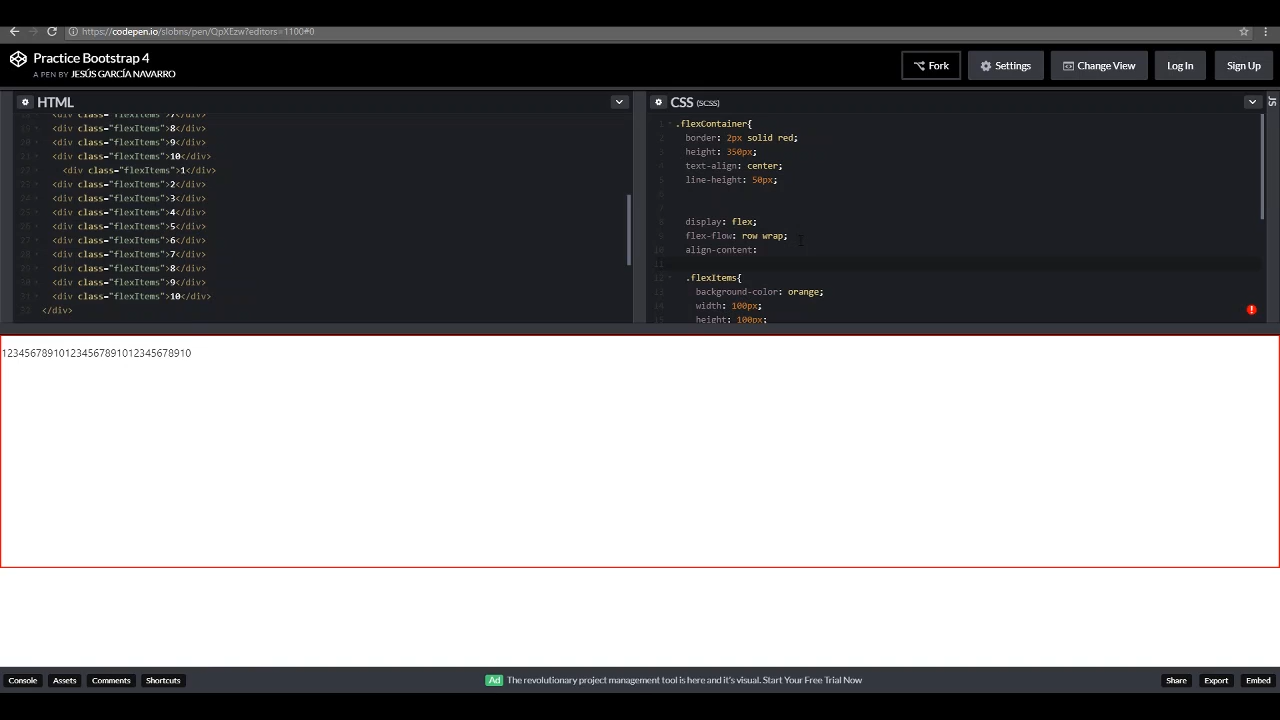 https://codepen.io/slobns/pen/QpXEzw?editors=1100#0
Practice Bootstrap 4
A PEN BY JESÚS GARCÍA NAVARRO
Fork
Settings
Change View
Log In
Sign Up
HTML
<div class="flexItems">7</div>
<div class="flexItems">8</div>
<div class="flexItems">9</div>
<div class="flexItems">10</div>
<div class="flexItems">1</div>
<div class="flexItems">2</div>
<div class="flexItems">3</div>
<div class="flexItems">4</div>
<div class="flexItems">5</div>
<div class="flexItems">6</div>
<div class="flexItems">7</div>
<div class="flexItems">8</div>
<div class="flexItems">9</div>
<div class="flexItems">10</div>
</div>
CSS (SCSS)
JS
.flexContainer{
border: 2px solid red;
height: 350px;
text-align: center;
line-height: 50px;
display: flex;
flex-flow: row wrap;
align-content:
.flexItems{
background-color: orange;
width: 100px;
height: 100px;
123456789101234567891012345678910
Console
Assets
Comments
Shortcuts
Ad The revolutionary project management tool is here and it's visual. Start Your Free Trial Now
Share
Export
Embed